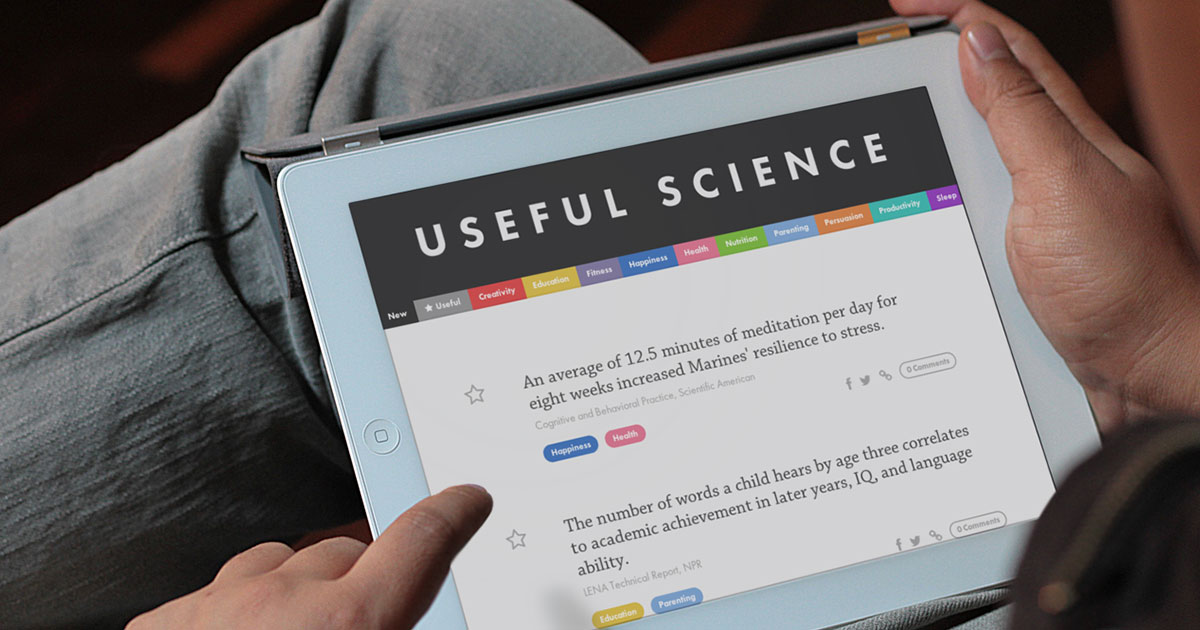 USEFUL SCIENCE
New
★ Useful
Creativity
Education
Fitness
Happiness
Health
Nutrition
Parenting
Persuasion
Productivity
Sleep
An average of 12.5 minutes of meditation per day for
eight weeks increased Marines' resilience to stress.
Cognitive and Behavioral Practice, Scientific American
0 Comments
Happiness
Health
The number of words a child hears by age three correlates
to academic achievement in later years, IQ, and language
ability.
LENA Technical Report, NPR
0 Comments
Education
Parenting